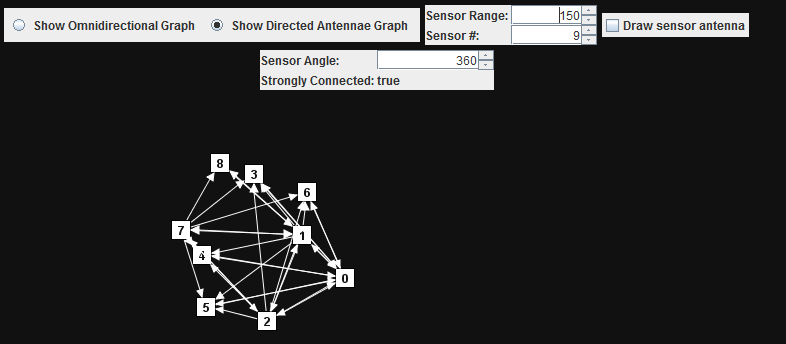 Show Omnidirectional Graph
Show Directed Antennae Graph
Sensor Range: 150
Sensor #: 9
Draw sensor antenna
Sensor Angle: 360
Strongly Connected: true
8
3
6
7
1
4
0
5
2